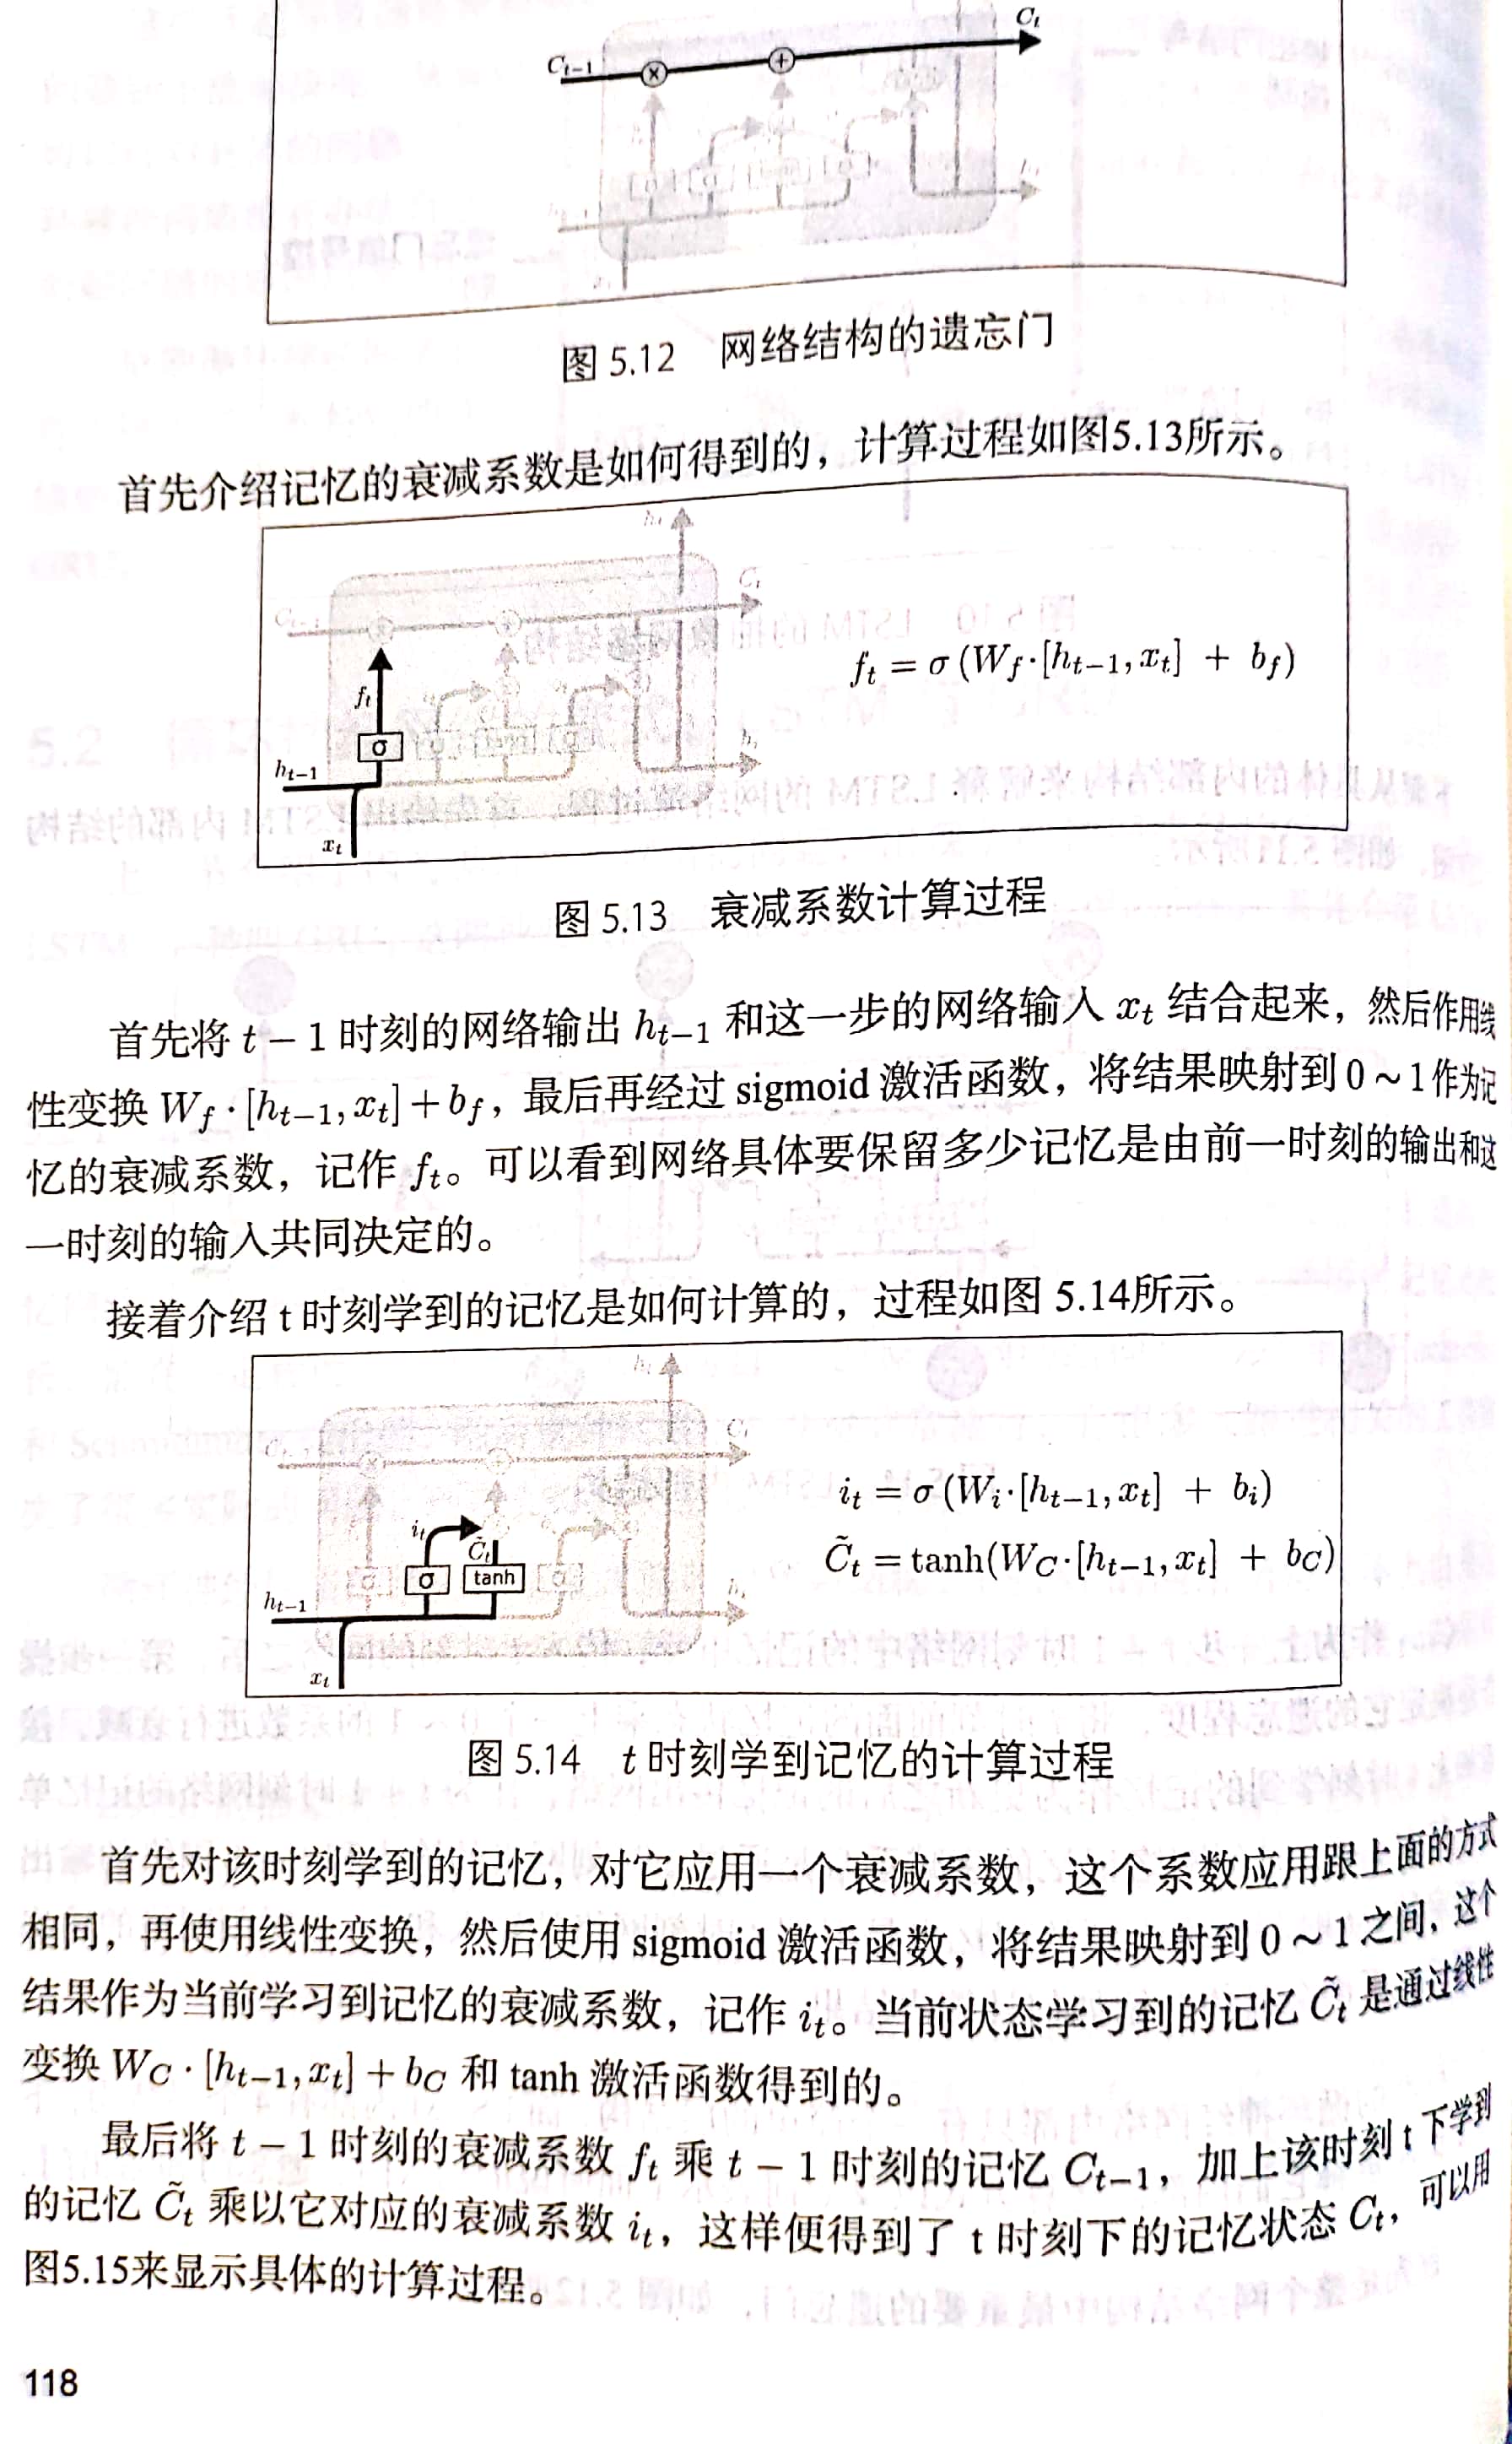 C_t
C_{t-1}
×
+
图 5.12 网络结构的遗忘门
首先介绍记忆的衰减系数是如何得到的，计算过程如图5.13所示。
h_t
C_t
C_{t-1}
f_t
σ
h_{t-1}
x_t
h_t
f_t = σ(W_f·[h_{t-1}, x_t] + b_f)
图 5.13 衰减系数计算过程
首先将 t − 1 时刻的网络输出 h_{t-1} 和这一步的网络输入 x_t 结合起来，然后作用线
性变换 W_f · [h_{t-1}, x_t] + b_f，最后再经过 sigmoid 激活函数，将结果映射到 0 ~ 1 作为记
忆的衰减系数，记作 f_t。可以看到网络具体要保留多少记忆是由前一时刻的输出和这
一时刻的输入共同决定的。
接着介绍 t 时刻学到的记忆是如何计算的，过程如图 5.14所示。
h_t
C_t
i_t
C̃_t
σ
σ
tanh
σ
h_{t-1}
h_t
x_t
i_t = σ(W_i·[h_{t-1}, x_t] + b_i)
C̃_t = tanh(W_C·[h_{t-1}, x_t] + b_C)
图 5.14 t 时刻学到记忆的计算过程
首先对该时刻学到的记忆，对它应用一个衰减系数，这个系数应用跟上面的方式
相同，再使用线性变换，然后使用 sigmoid 激活函数，将结果映射到 0 ~ 1 之间，这个
结果作为当前学习到记忆的衰减系数，记作 i_t。当前状态学习到的记忆 C̃_t 是通过线性
变换 W_C · [h_{t-1}, x_t] + b_C 和 tanh 激活函数得到的。
最后将 t − 1 时刻的衰减系数 f_t 乘 t − 1 时刻的记忆 C_{t-1}，加上该时刻 t 下学到
的记忆 C̃_t 乘以它对应的衰减系数 i_t，这样便得到了 t 时刻下的记忆状态 C_t，可以用
图5.15来显示具体的计算过程。
118